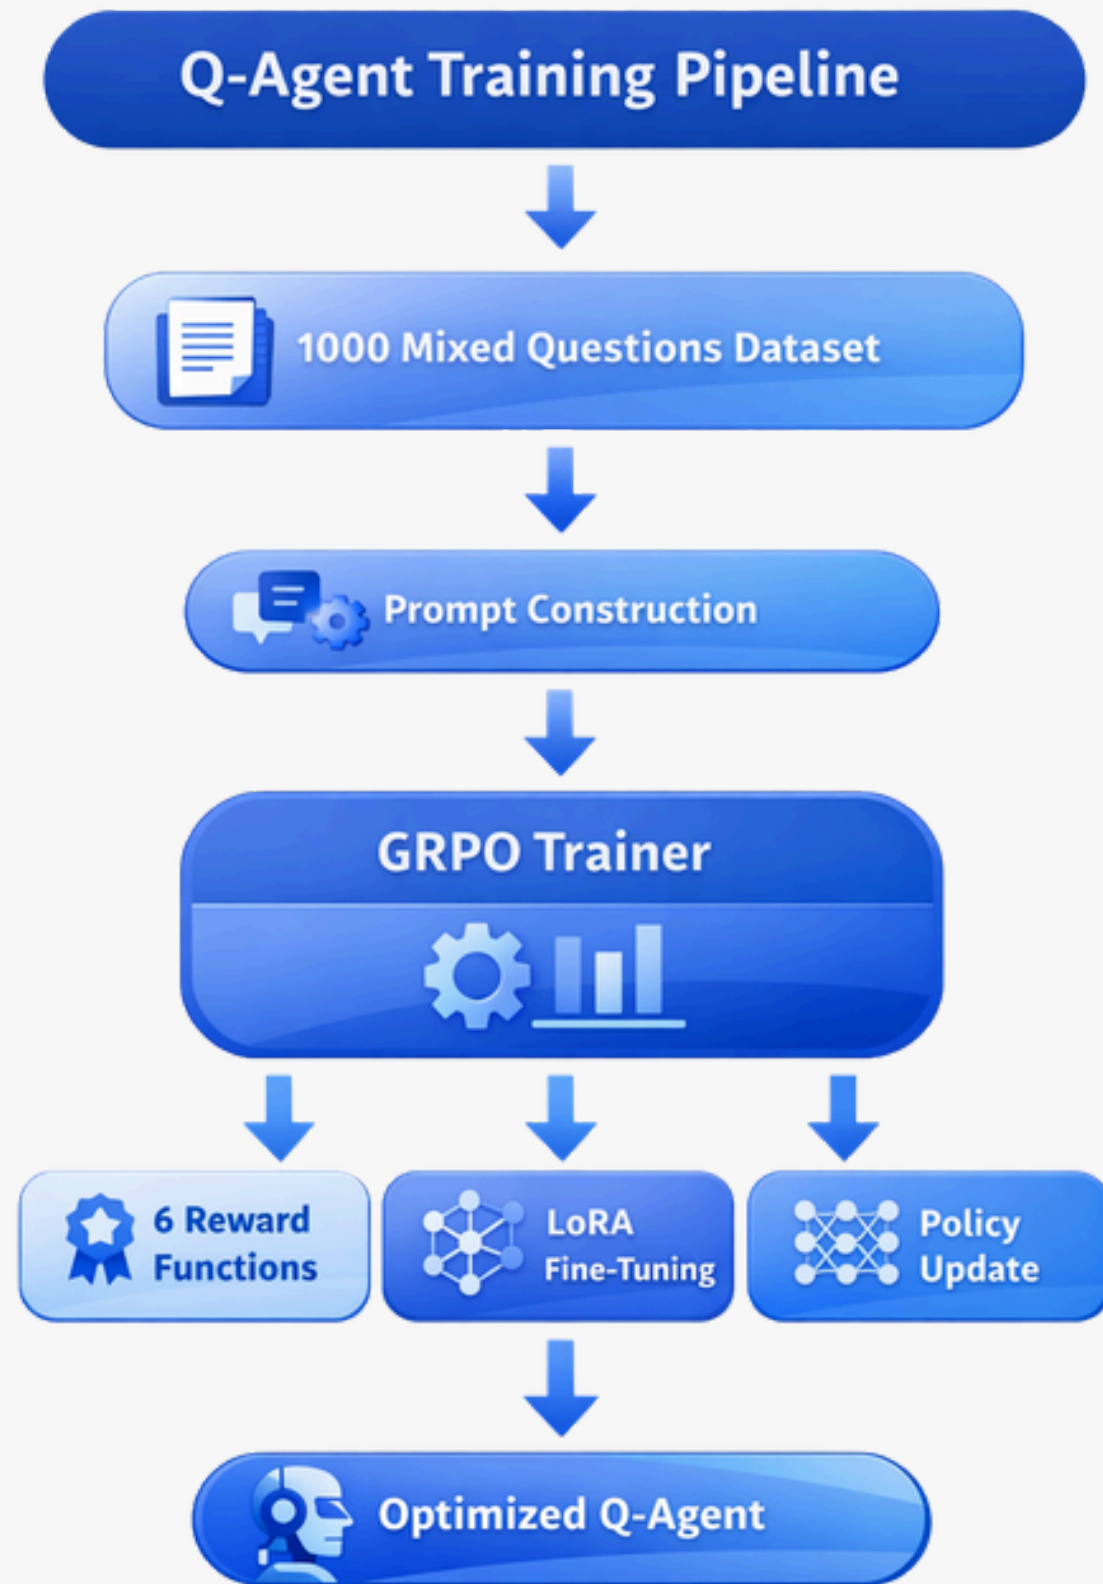 Q-Agent Training Pipeline
1000 Mixed Questions Dataset
Prompt Construction
GRPO Trainer
6 Reward
Functions
LoRA
Fine-Tuning
Policy
Update
Optimized Q-Agent